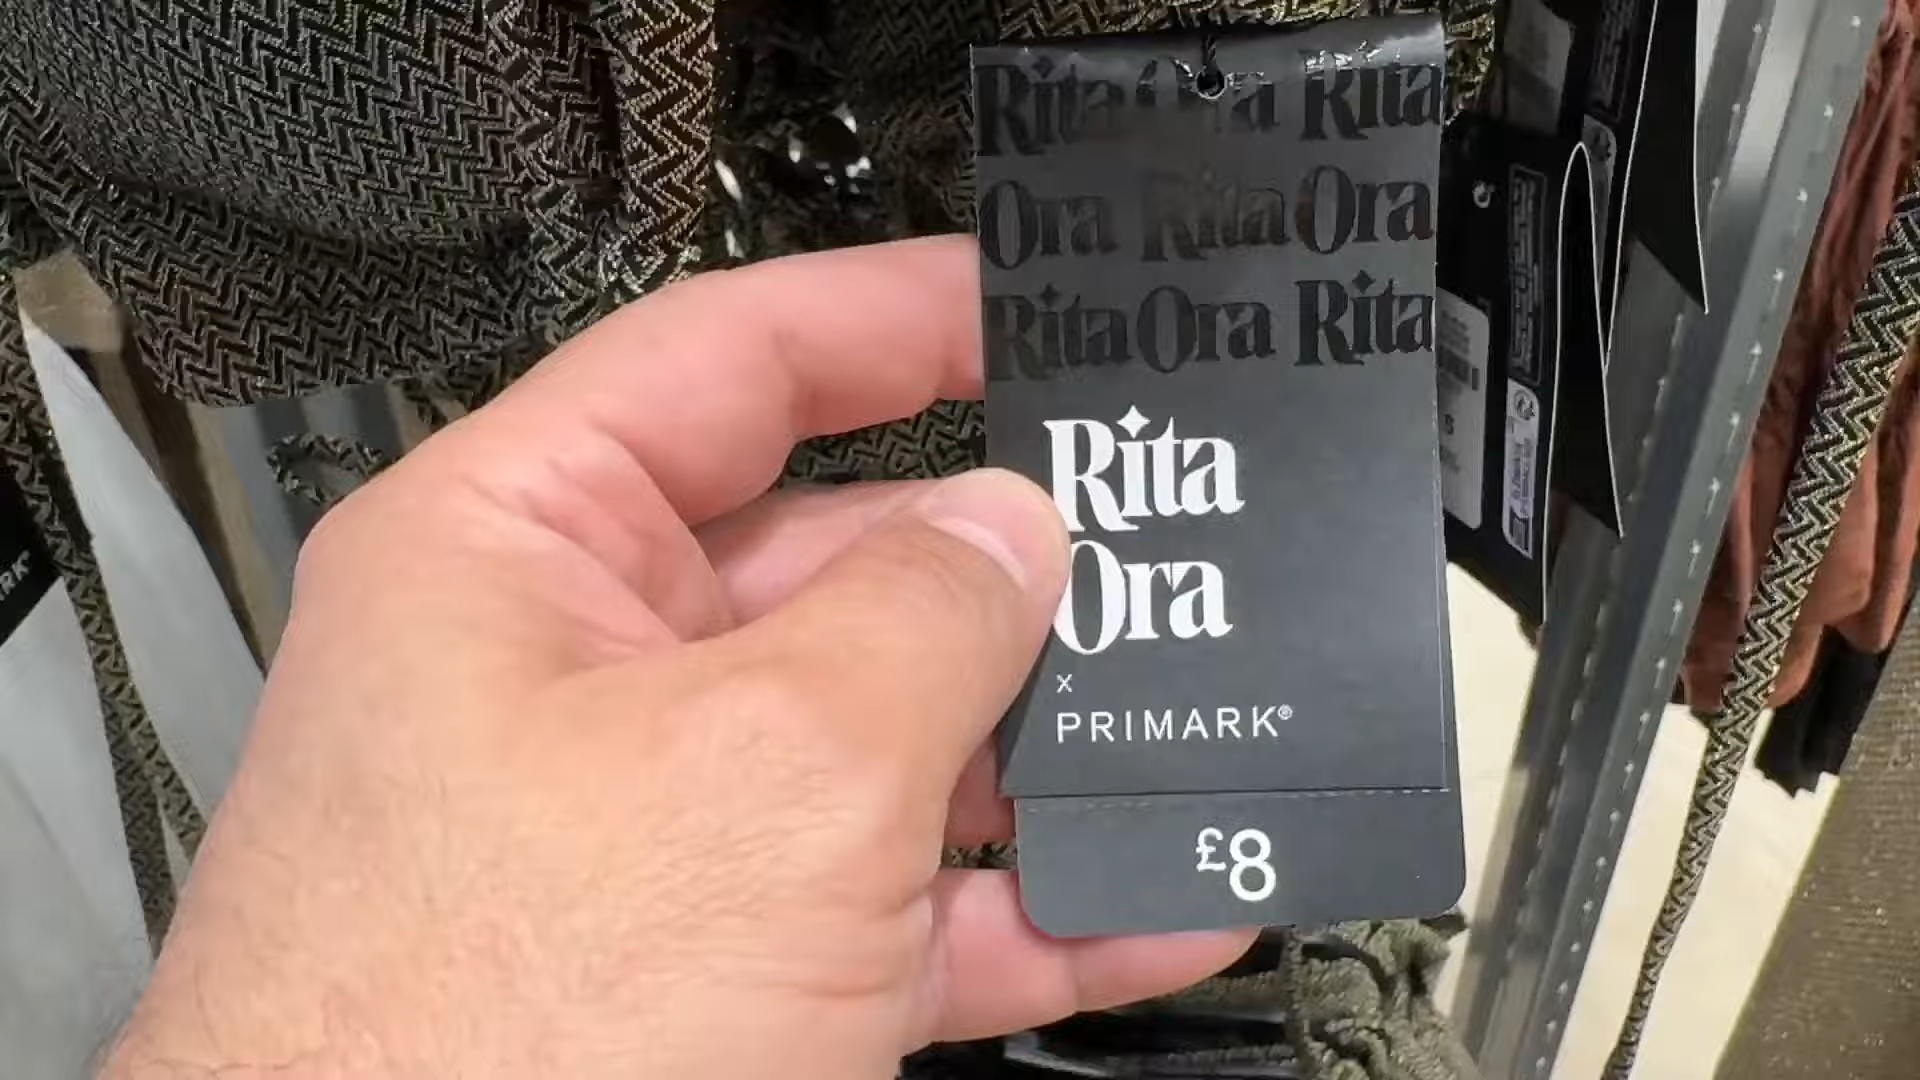 Rita Ora Rita
Ora Rita Ora
Rita Ora Rita
Rita
Ora
x
PRIMARK®
£8